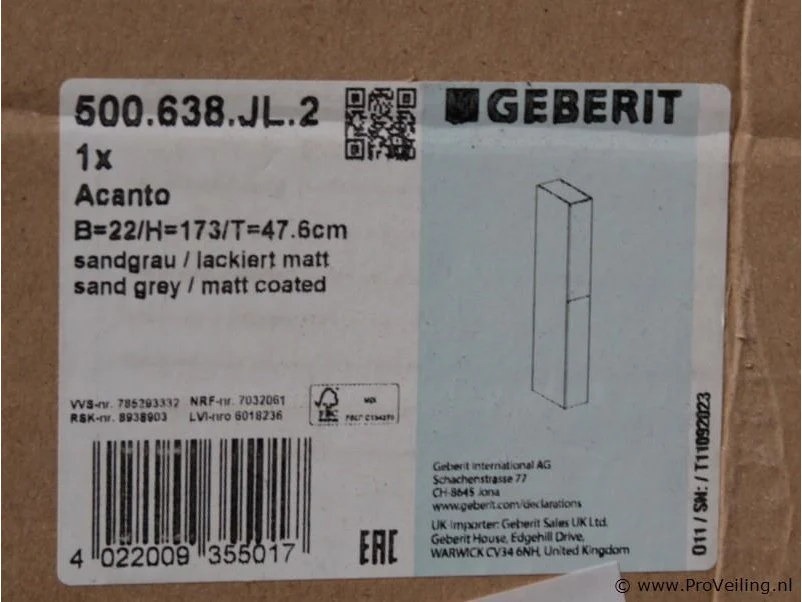 500.638.JL.2
1x
Acanto
B=22/H=173/T=47.6cm
sandgrau / lackiert matt
sand grey / matt coated
VVS-nr. 785293332 NRF-nr. 7032061
RSK-nr. 8938903 LVI-nro 6018236
FSC MIX
4 022009 355017
EAC
GEBERIT
Geberit International AG
Schachenstrasse 77
CH-8645 Jona
www.geberit.com/declarations
UK Importer: Geberit Sales UK Ltd.
Geberit House, Edgehill Drive,
WARWICK CV34 6NH, United Kingdom
011 / SN: / T11092023
© www.ProVeiling.nl